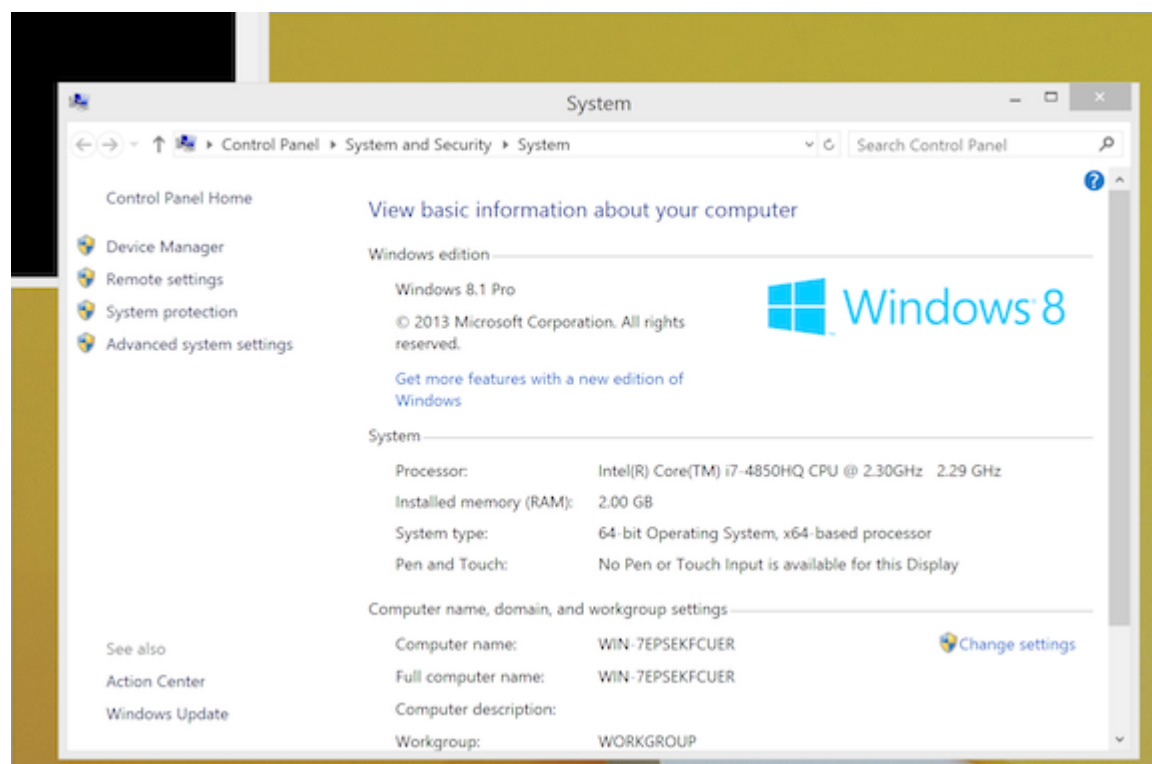 System
Control Panel System and Security System
Search Control Panel
Control Panel Home
Device Manager
Remote settings
System protection
Advanced system settings
See also
Action Center
Windows Update
View basic information about your computer
Windows edition
Windows 8.1 Pro
© 2013 Microsoft Corporation. All rights
reserved.
Get more features with a new edition of
Windows
Windows 8
System
Processor: Intel(R) Core(TM) i7-4850HQ CPU @ 2.30GHz 2.29 GHz
Installed memory (RAM): 2.00 GB
System type: 64-bit Operating System, x64-based processor
Pen and Touch: No Pen or Touch Input is available for this Display
Computer name, domain, and workgroup settings
Computer name: WIN-7EPSEKFCUER
Change settings
Full computer name: WIN-7EPSEKFCUER
Computer description:
Workgroup: WORKGROUP